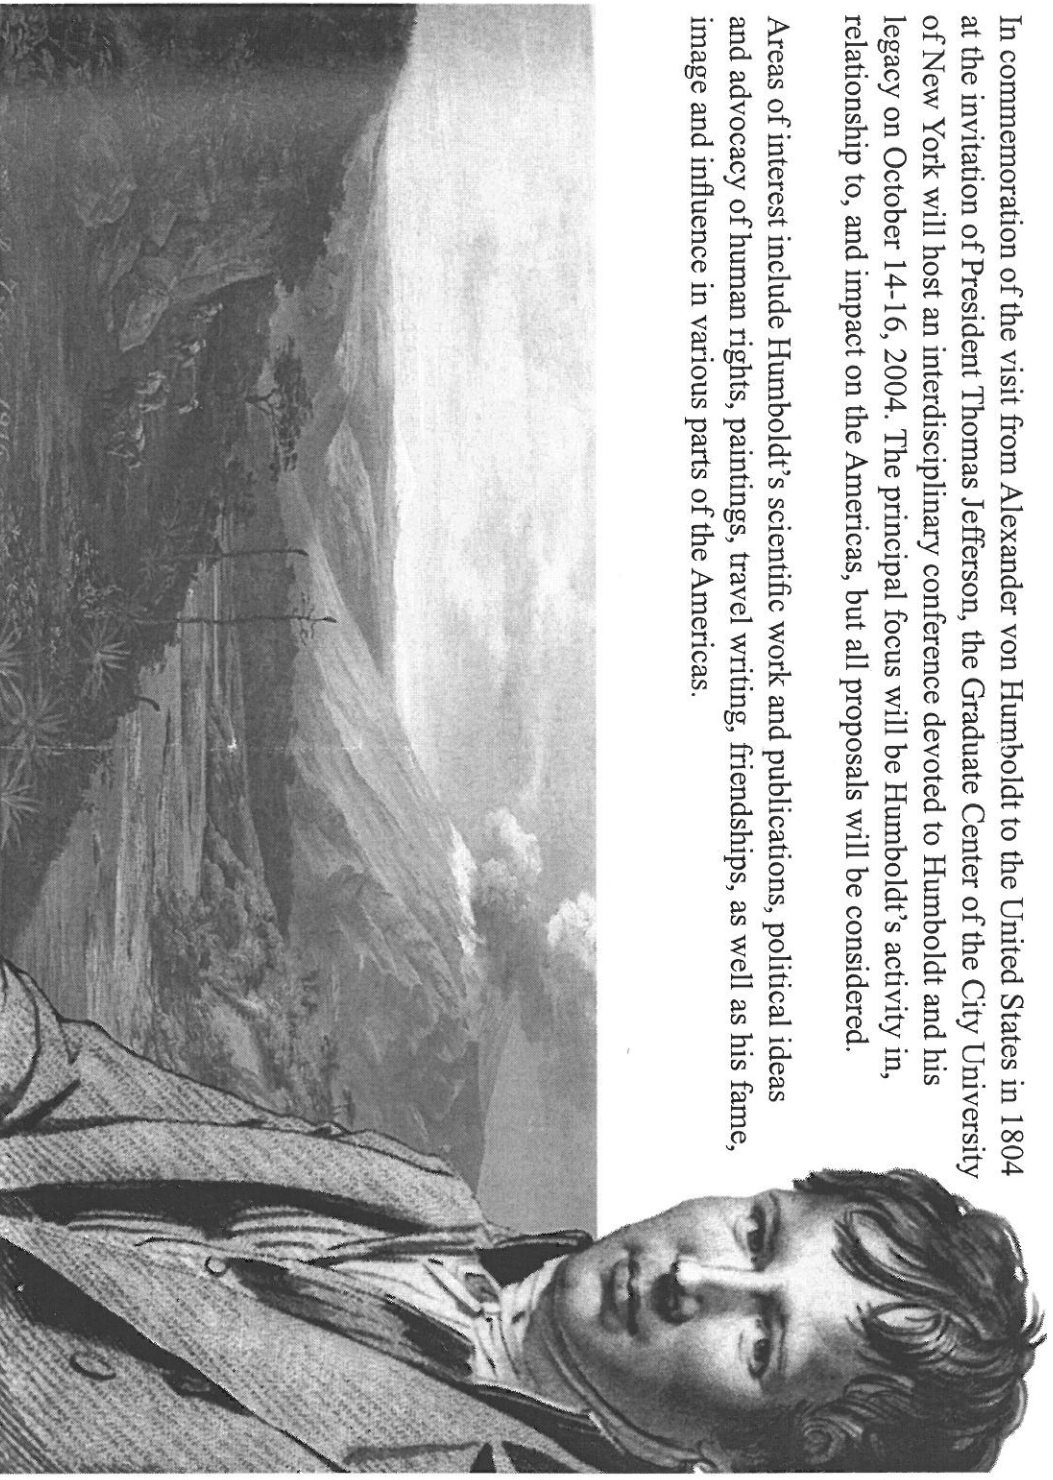 In commemoration of the visit from Alexander von Humboldt to the United States in 1804
at the invitation of President Thomas Jefferson, the Graduate Center of the City University
of New York will host an interdisciplinary conference devoted to Humboldt and his
legacy on October 14-16, 2004. The principal focus will be Humboldt's activity in,
relationship to, and impact on the Americas, but all proposals will be considered.
Areas of interest include Humboldt's scientific work and publications, political ideas
and advocacy of human rights, paintings, travel writing, friendships, as well as his fame,
image and influence in various parts of the Americas.